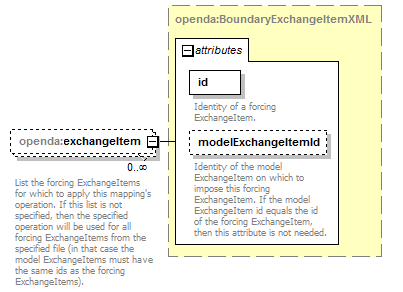 openda:BoundaryExchangeItemXML
attributes
id
Identity of a forcing
ExchangeItem.
openda:exchangeItem
0..∞
List the forcing ExchangeItems
for which to apply this mapping's
operation. If this list is not
specified, then the specified
operation will be used for all
forcing ExchangeItems from the
specified file (in that case the
model ExchangeItems must have
the same ids as the forcing
ExchangeItems).
modelExchangeItemId
Identity of the model
ExchangeItem on which to
impose this forcing
ExchangeItem. If the model
ExchangeItem id equals the id
of the forcing ExchangeItem,
then this attribute is not needed.